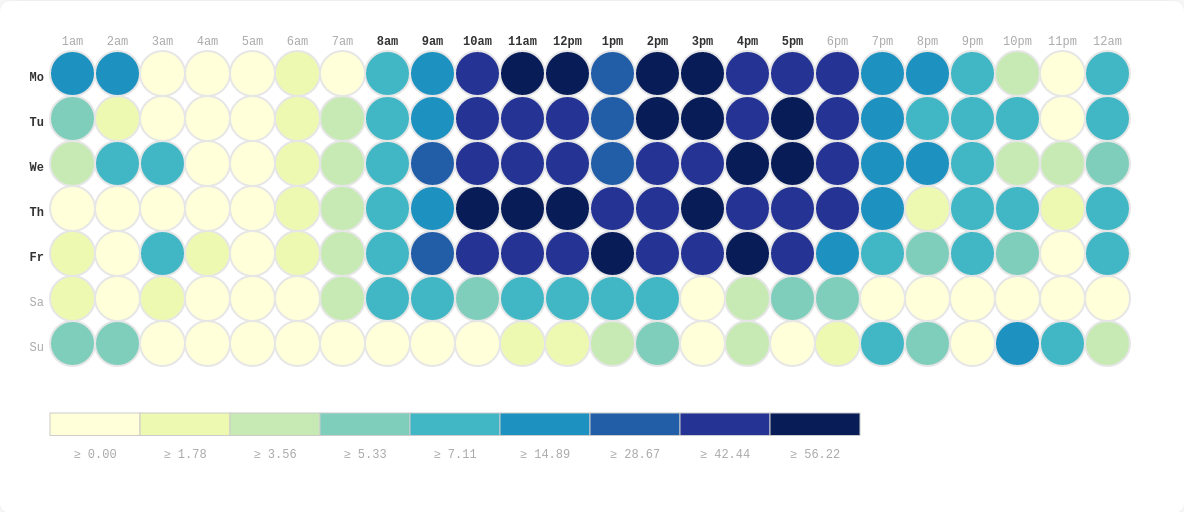 1am 2am 3am 4am 5am 6am 7am 8am 9am 10am 11am 12pm 1pm 2pm 3pm 4pm 5pm 6pm 7pm 8pm 9pm 10pm 11pm 12am
Mo
Tu
We
Th
Fr
Sa
Su
≥ 0.00 ≥ 1.78 ≥ 3.56 ≥ 5.33 ≥ 7.11 ≥ 14.89 ≥ 28.67 ≥ 42.44 ≥ 56.22